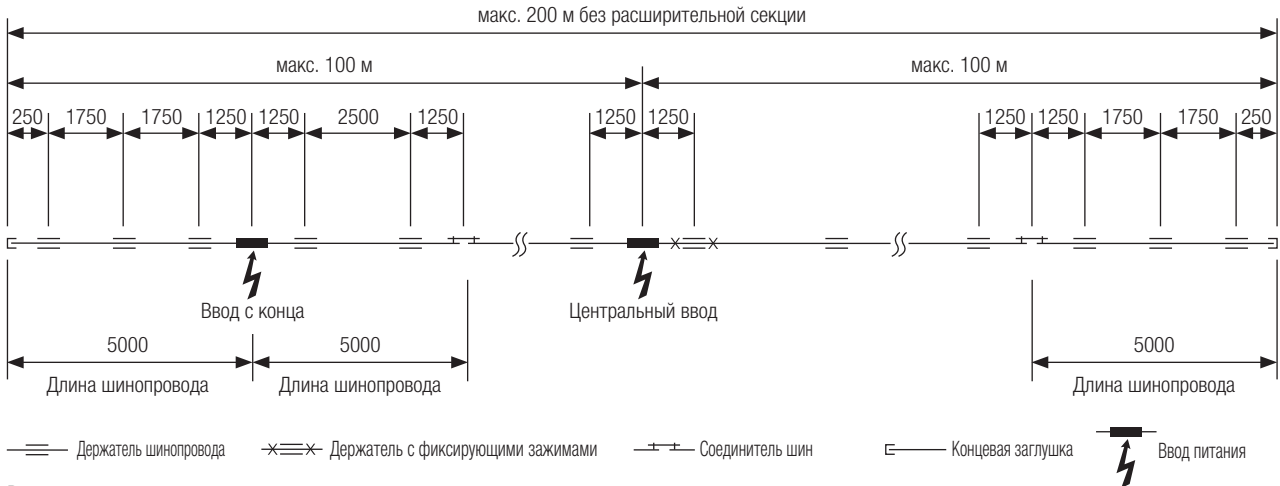 макс. 200 м без расширительной секции
макс. 100 м
макс. 100 м
250 1750 1750 1250 1250 2500 1250
1250 1250
1250 1250 1750 1750 250
Ввод с конца
Центральный ввод
5000
5000
5000
Длина шинопровода
Длина шинопровода
Длина шинопровода
Держатель шинопровода
Держатель с фиксирующими зажимами
Соединитель шин
Концевая заглушка
Ввод питания